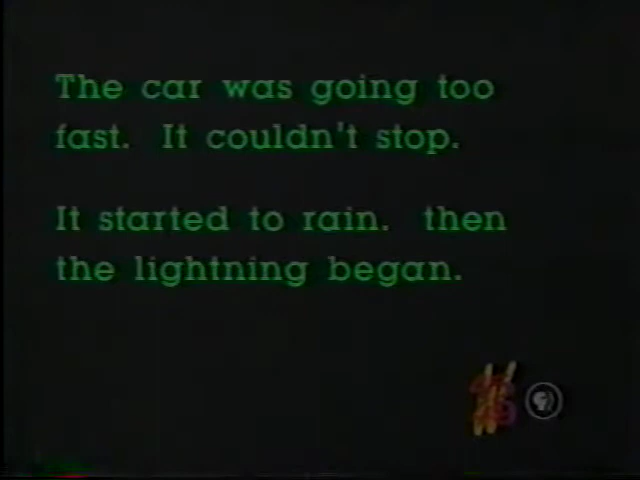 The car was going too
fast.  It couldn't stop.
It started to rain.  then
the lightning began.